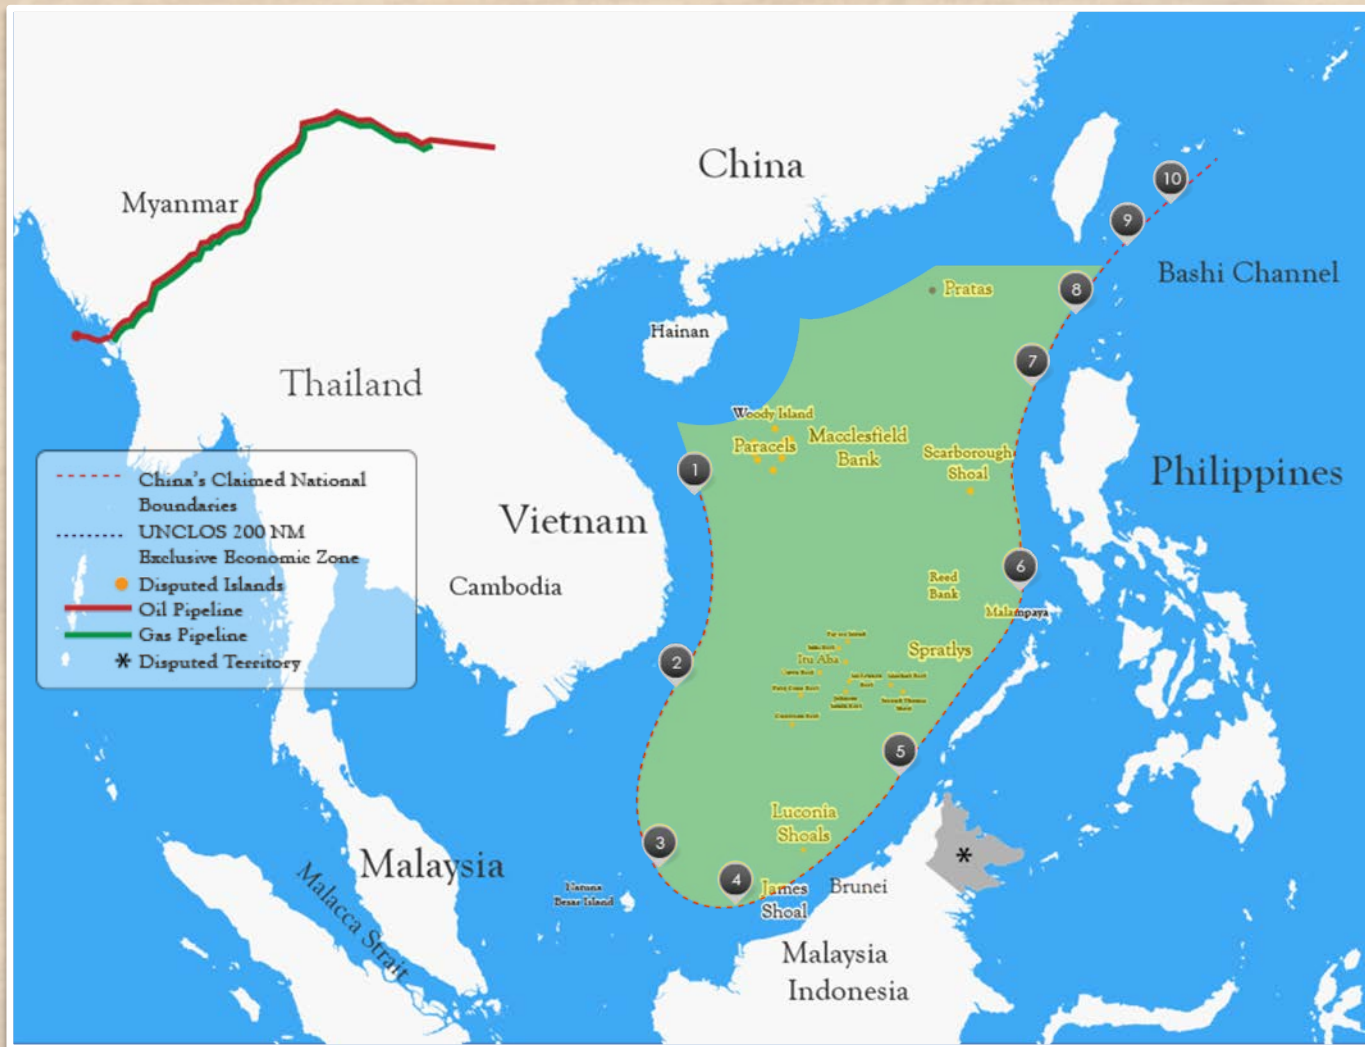 China
Myanmar
10
9
Bashi Channel
8
Pratas
Hainan
7
Thailand
Woody Island
Paracels
Macclesfield
Bank
Scarborough
Shoal
Philippines
1
China's Claimed National
Boundaries
UNCLOS 200 NM
Exclusive Economic Zone
Disputed Islands
Oil Pipeline
Gas Pipeline
* Disputed Territory
Vietnam
Cambodia
6
Reed
Bank
Malampaya
Spratlys
Itu Aba
2
5
Luconia
Shoals
3
Malaysia
4
James
Shoal
Brunei
*
Natuna
Besar Island
Malacca Strait
Malaysia
Indonesia